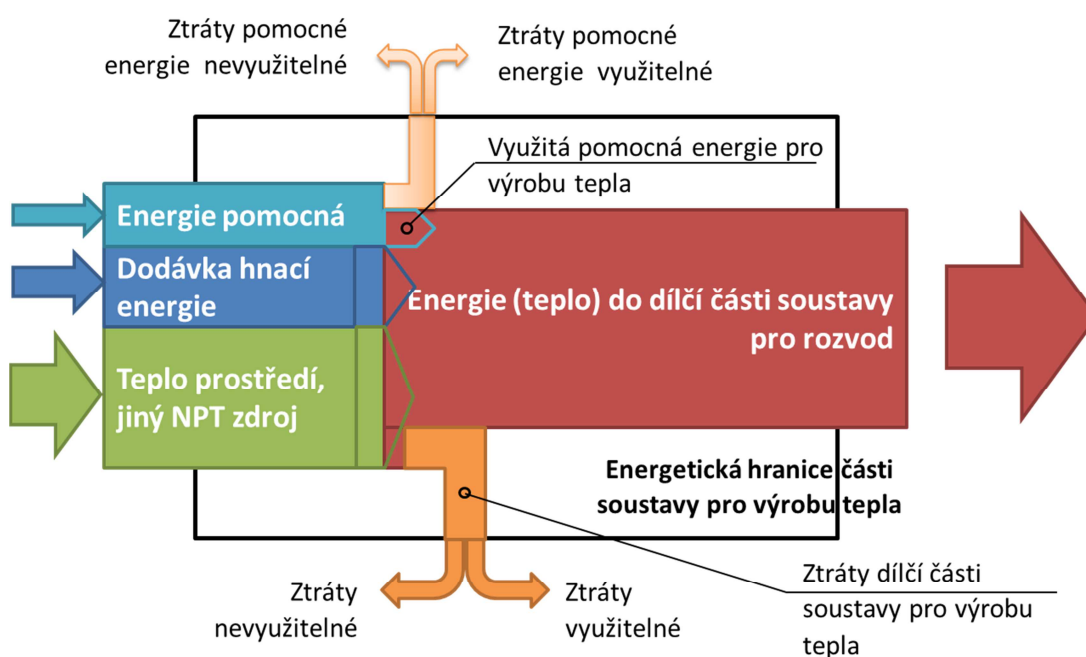 Ztráty pomocné
energie nevyužitelné
Ztráty pomocné
energie využitelné
Využitá pomocná energie pro
výrobu tepla
Energie pomocná
Dodávka hnací
energie
Energie (teplo) do dílčí části soustavy
pro rozvod
Teplo prostředí,
jiný NPT zdroj
Energetická hranice části
soustavy pro výrobu tepla
Ztráty
nevyužitelné
Ztráty
využitelné
Ztráty dílčí části
soustavy pro výrobu
tepla